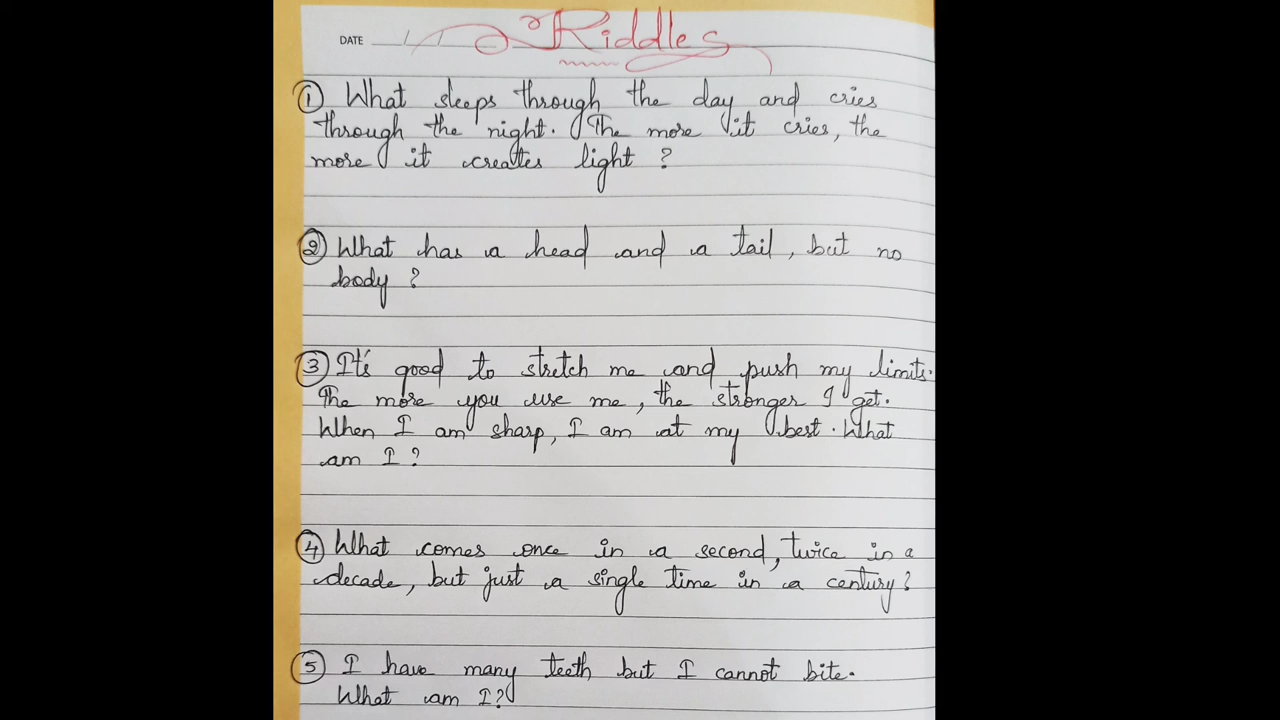 Riddles
DATE / /
① What sleeps through the day and cries
through the night. The more it cries, the
more it creates light ?
② What has a head and a tail, but no
body ?
③ It's good to stretch me and push my limits.
The more you use me, the stronger I get.
When I am sharp, I am at my best. What
am I ?
④ What comes once in a second, twice in a
decade, but just a single time in a century?
⑤ I have many teeth but I cannot bite.
What am I?